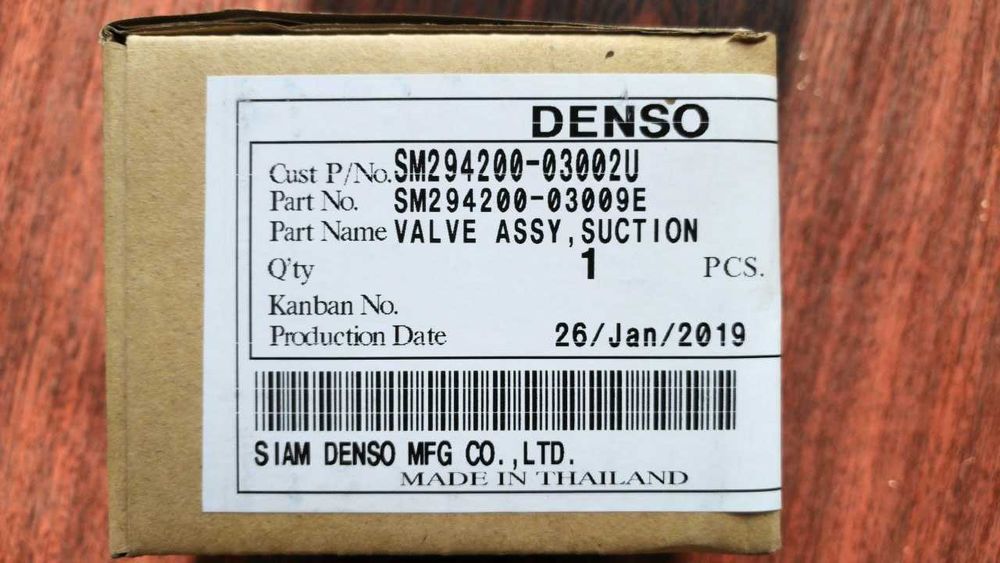 DENSO
Cust P/No. SM294200-03002U
Part No. SM294200-03009E
Part Name VALVE ASSY,SUCTION
Q'ty 1 PCS.
Kanban No.
Production Date 26/Jan/2019
SIAM DENSO MFG CO.,LTD.
MADE IN THAILAND